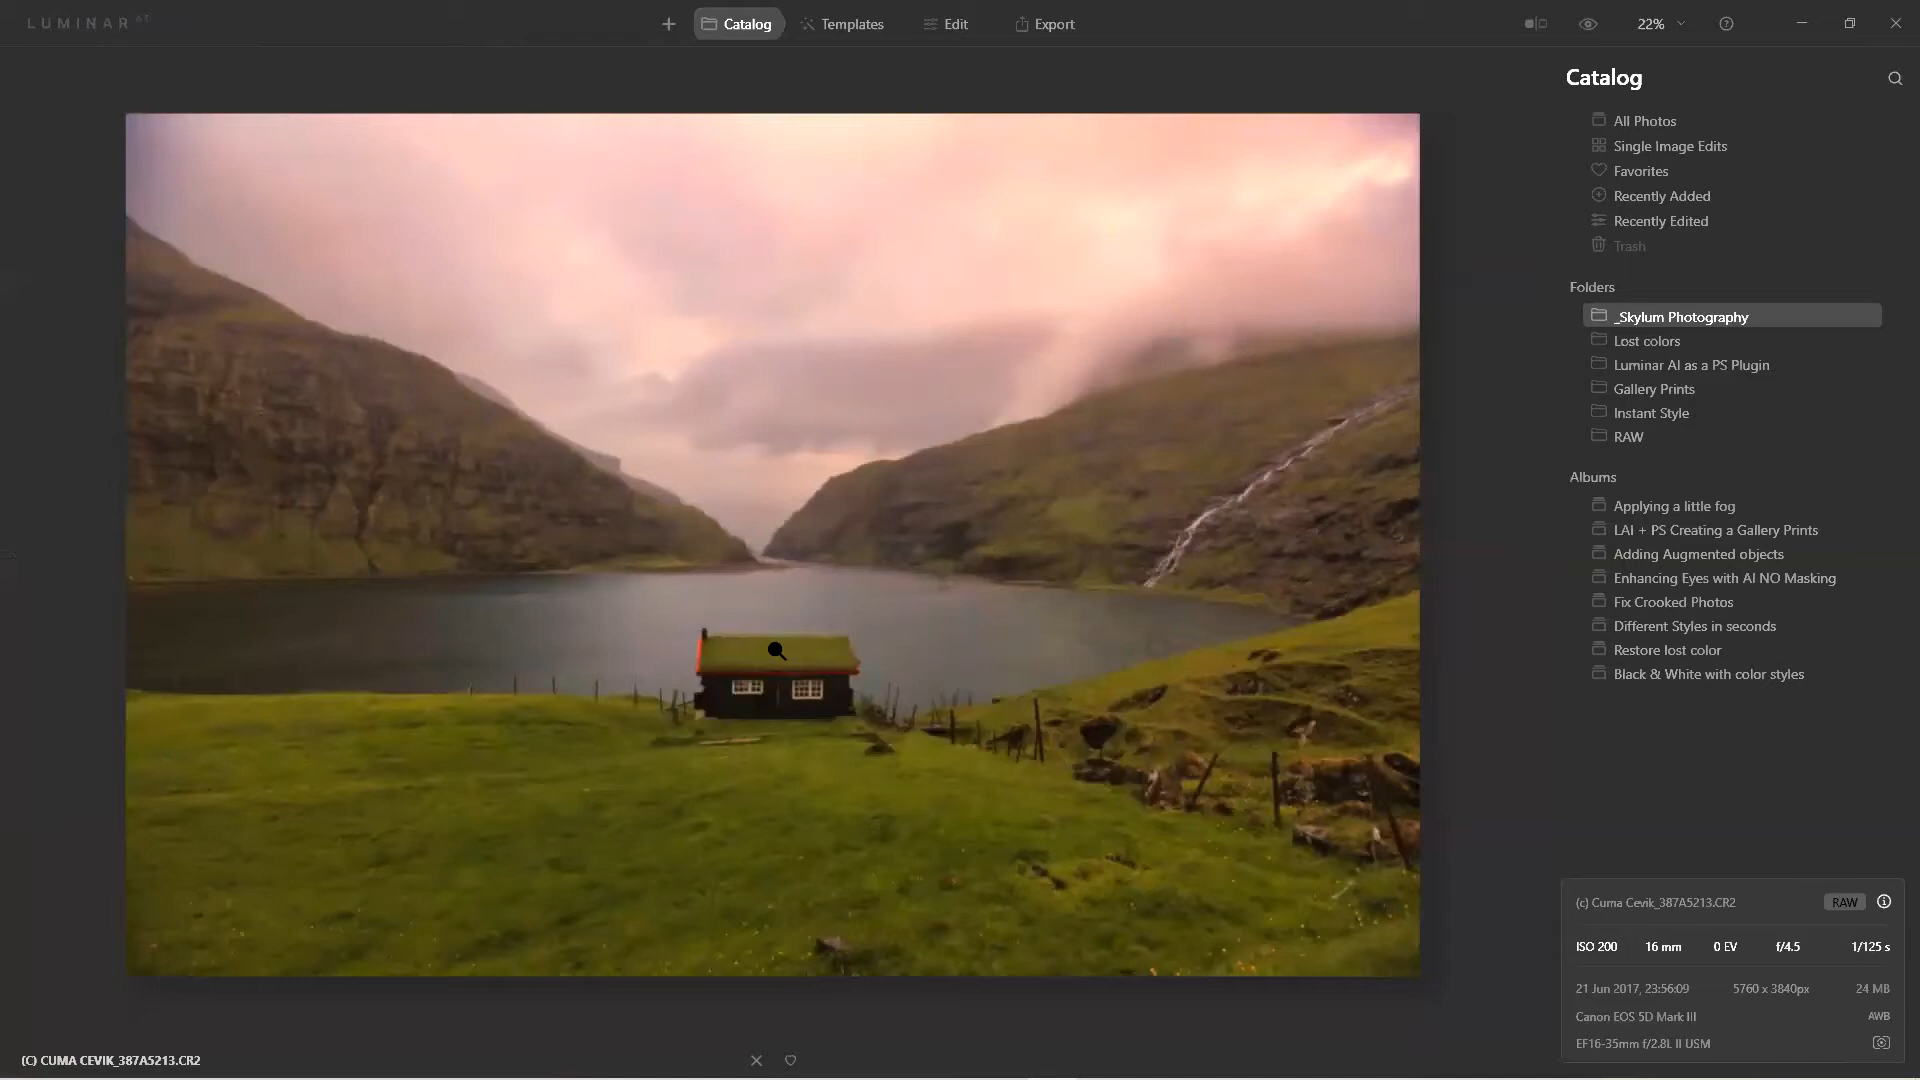 LUMINAR AI
Catalog
Templates
Edit
Export
22%
Catalog
All Photos
Single Image Edits
Favorites
Recently Added
Recently Edited
Trash
Folders
_Skylum Photography
Lost colors
Luminar AI as a PS Plugin
Gallery Prints
Instant Style
RAW
Albums
Applying a little fog
LAI + PS Creating a Gallery Prints
Adding Augmented objects
Enhancing Eyes with AI NO Masking
Fix Crooked Photos
Different Styles in seconds
Restore lost color
Black & White with color styles
(c) Cuma Cevik_387A5213.CR2 RAW
ISO 200 16 mm 0 EV f/4.5 1/125 s
21 Jun 2017, 23:56:09 5760 x 3840px 24 MB
Canon EOS 5D Mark III AWB
EF16-35mm f/2.8L II USM
(C) CUMA CEVIK_387A5213.CR2